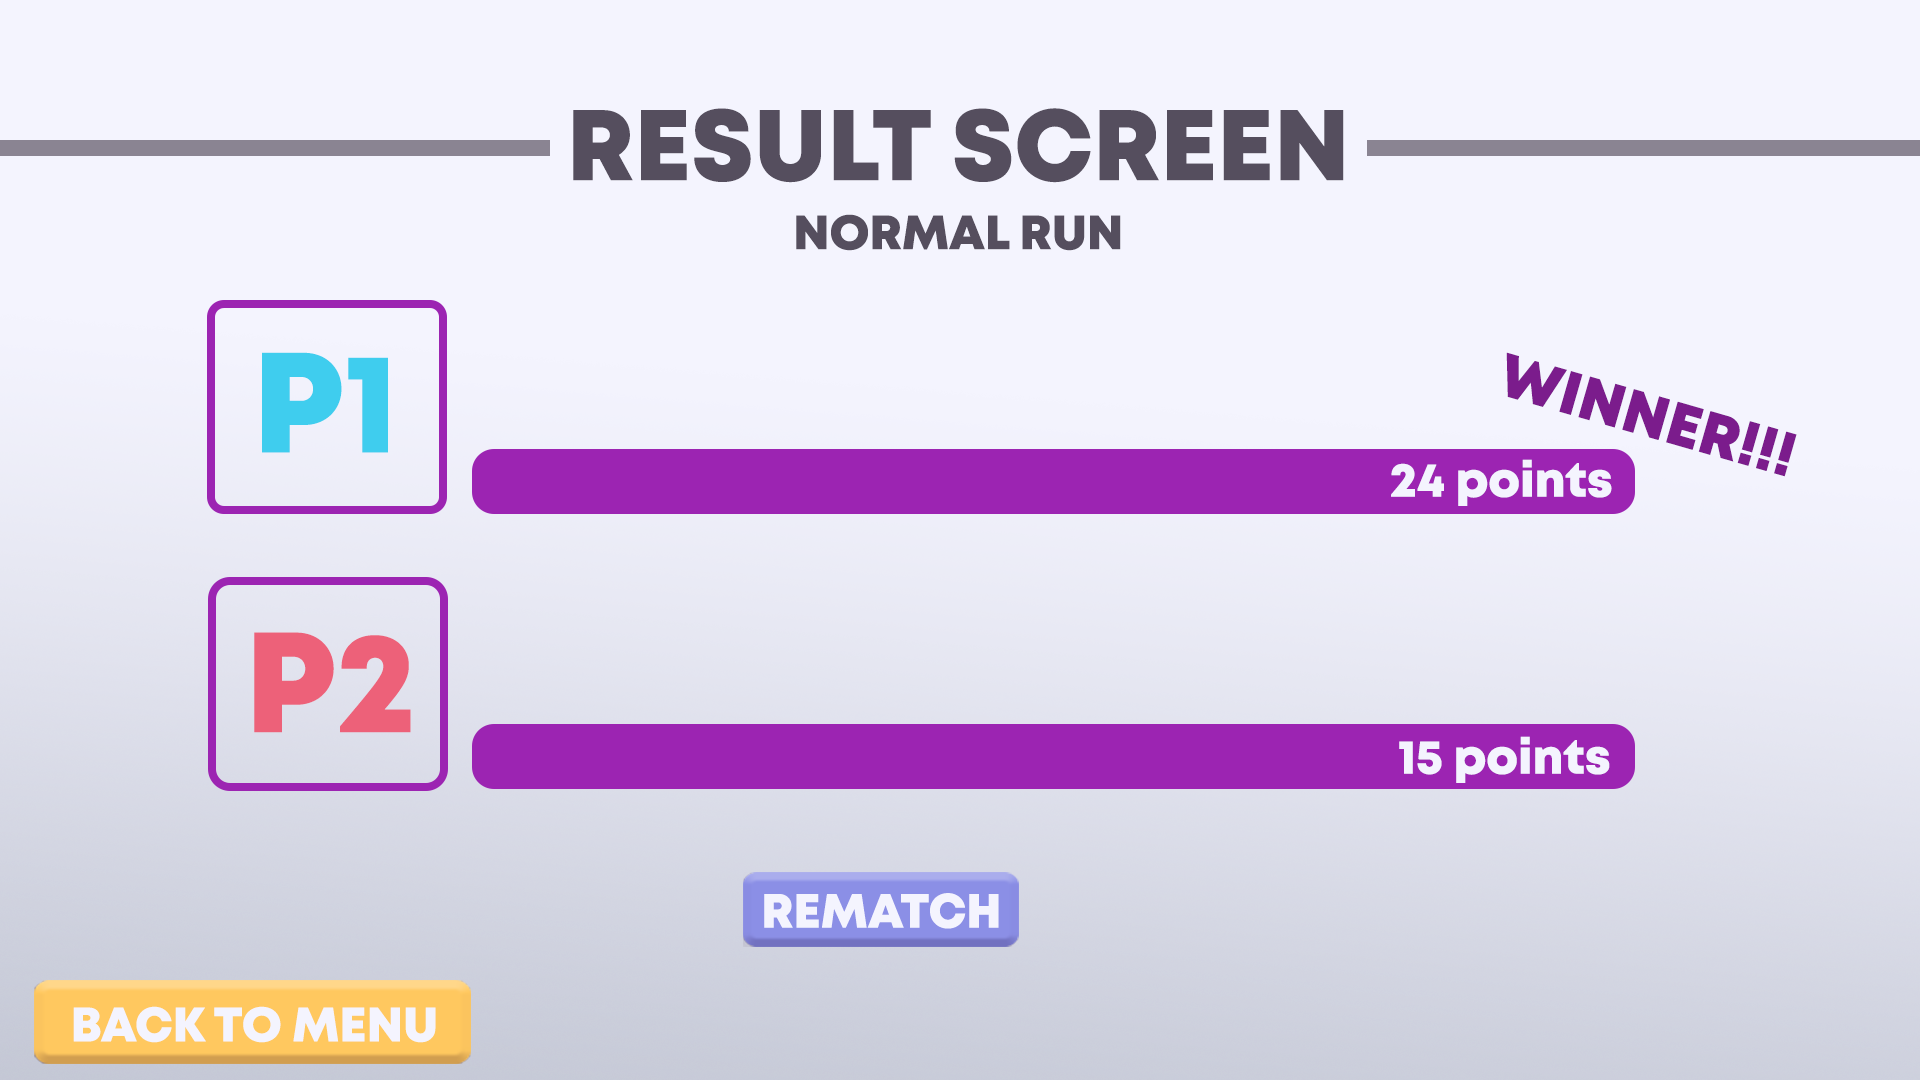 RESULT SCREEN
NORMAL RUN
P1
WINNER!!!
24 points
P2
15 points
REMATCH
BACK TO MENU